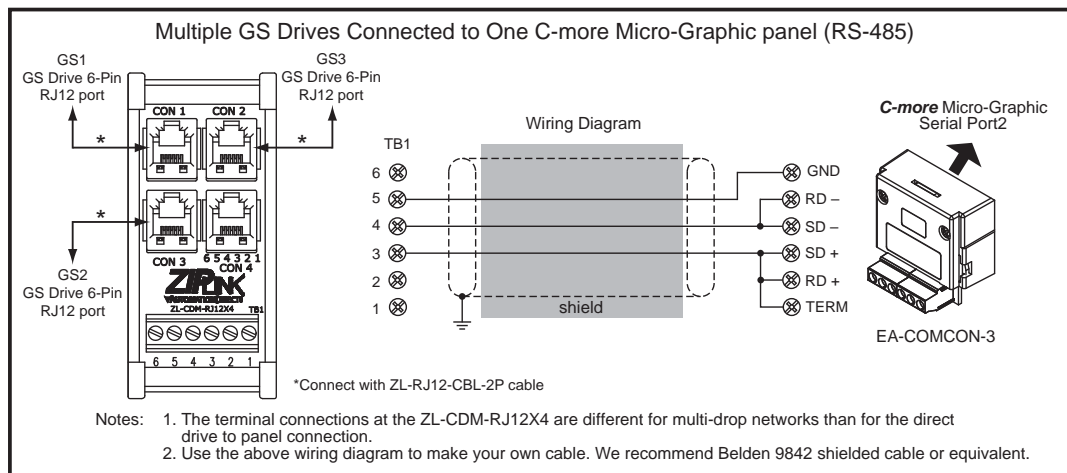 Multiple GS Drives Connected to One C-more Micro-Graphic panel (RS-485)
GS1
GS Drive 6-Pin
RJ12 port
GS3
GS Drive 6-Pin
RJ12 port
*
*
*
CON 1 CON 2
CON 3
6 5 4 3 2 1
CON 4
ZIPLINK
ZL-CDM-RJ12X4 TB1
6 5 4 3 2 1
GS2
GS Drive 6-Pin
RJ12 port
*Connect with ZL-RJ12-CBL-2P cable
Wiring Diagram
TB1
6
5
4
3
2
1
shield
GND
RD –
SD –
SD +
RD +
TERM
C-more Micro-Graphic
Serial Port2
EA-COMCON-3
Notes: 1. The terminal connections at the ZL-CDM-RJ12X4 are different for multi-drop networks than for the direct
drive to panel connection.
2. Use the above wiring diagram to make your own cable. We recommend Belden 9842 shielded cable or equivalent.